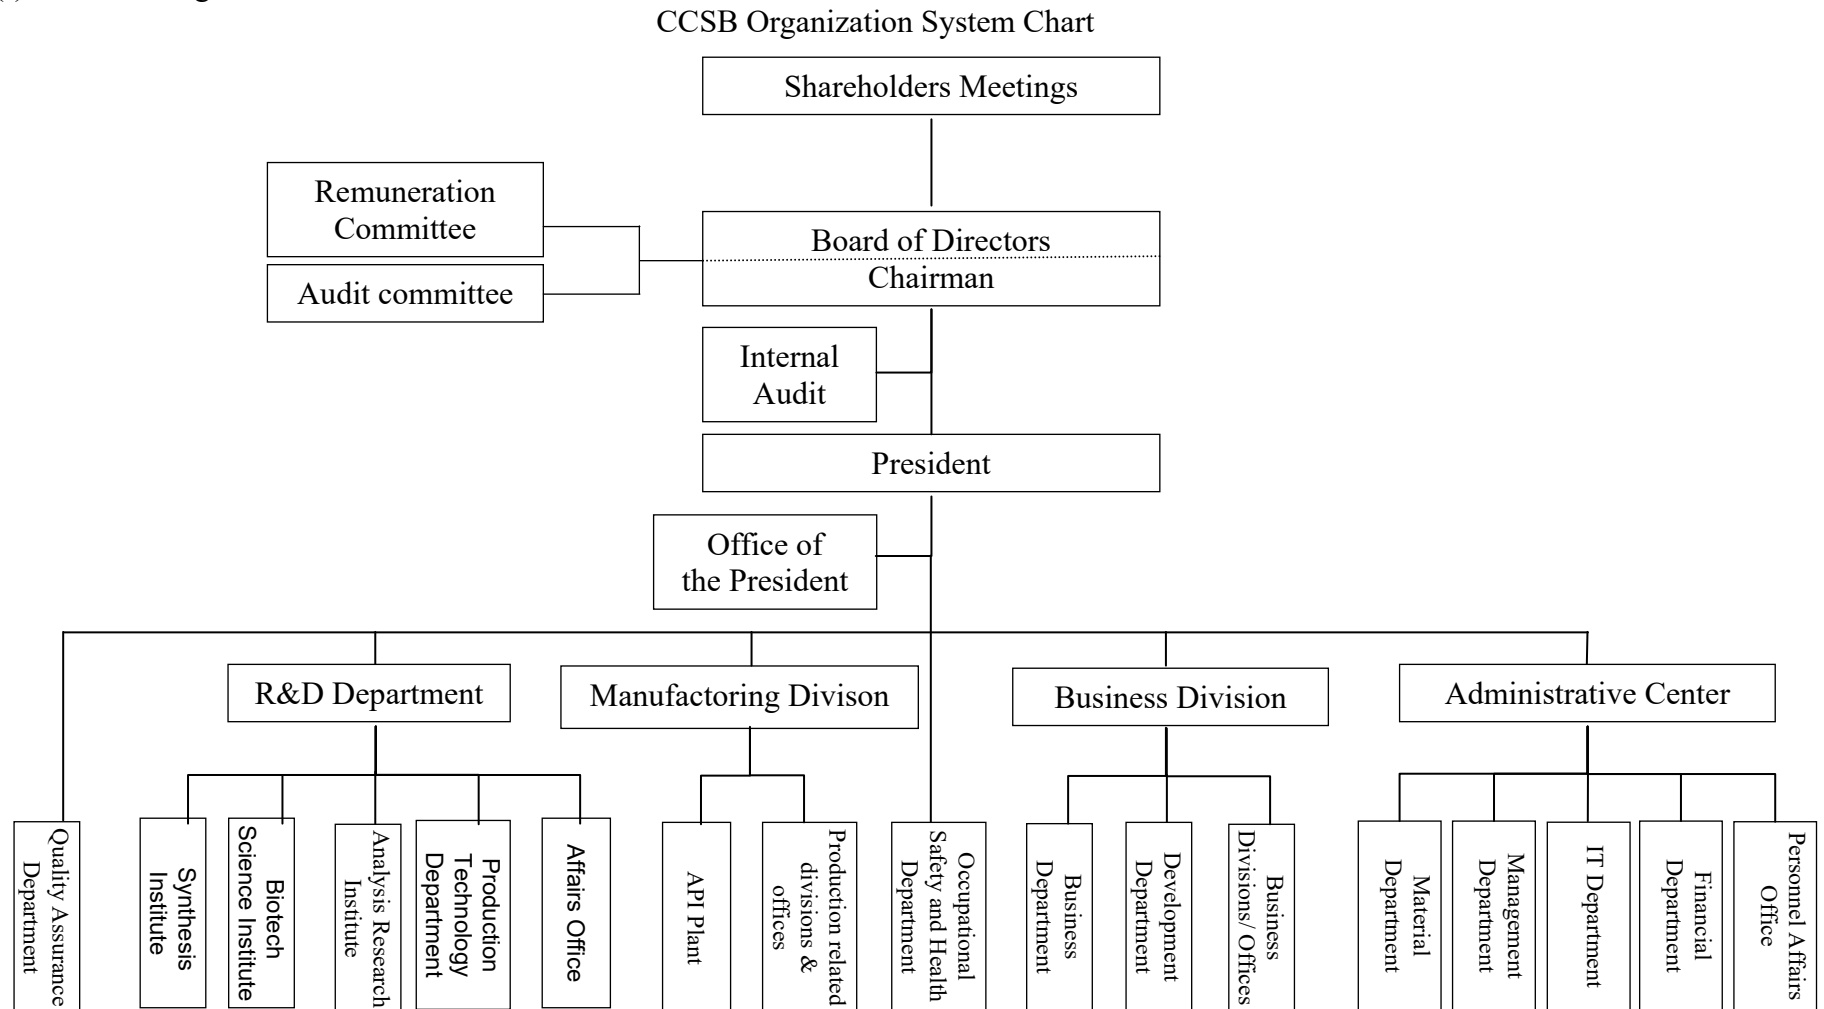 CCSB Organization System Chart
Shareholders Meetings
Remuneration
Committee
Audit committee
Board of Directors
Chairman
Internal
Audit
President
Office of
the President
R&D Department
Manufactoring Divison
Business Division
Administrative Center
Quality Assurance
Department
Synthesis
Institute
Biotech
Science Institute
Analysis Research
Institute
Production
Technology
Department
Affairs Office
API Plant
Production related
divisions &
offices
Occupational
Safety and Health
Department
Business
Department
Development
Department
Business
Divisions/ Offices
Material
Department
Management
Department
IT Department
Financial
Department
Personnel Affairs
Office